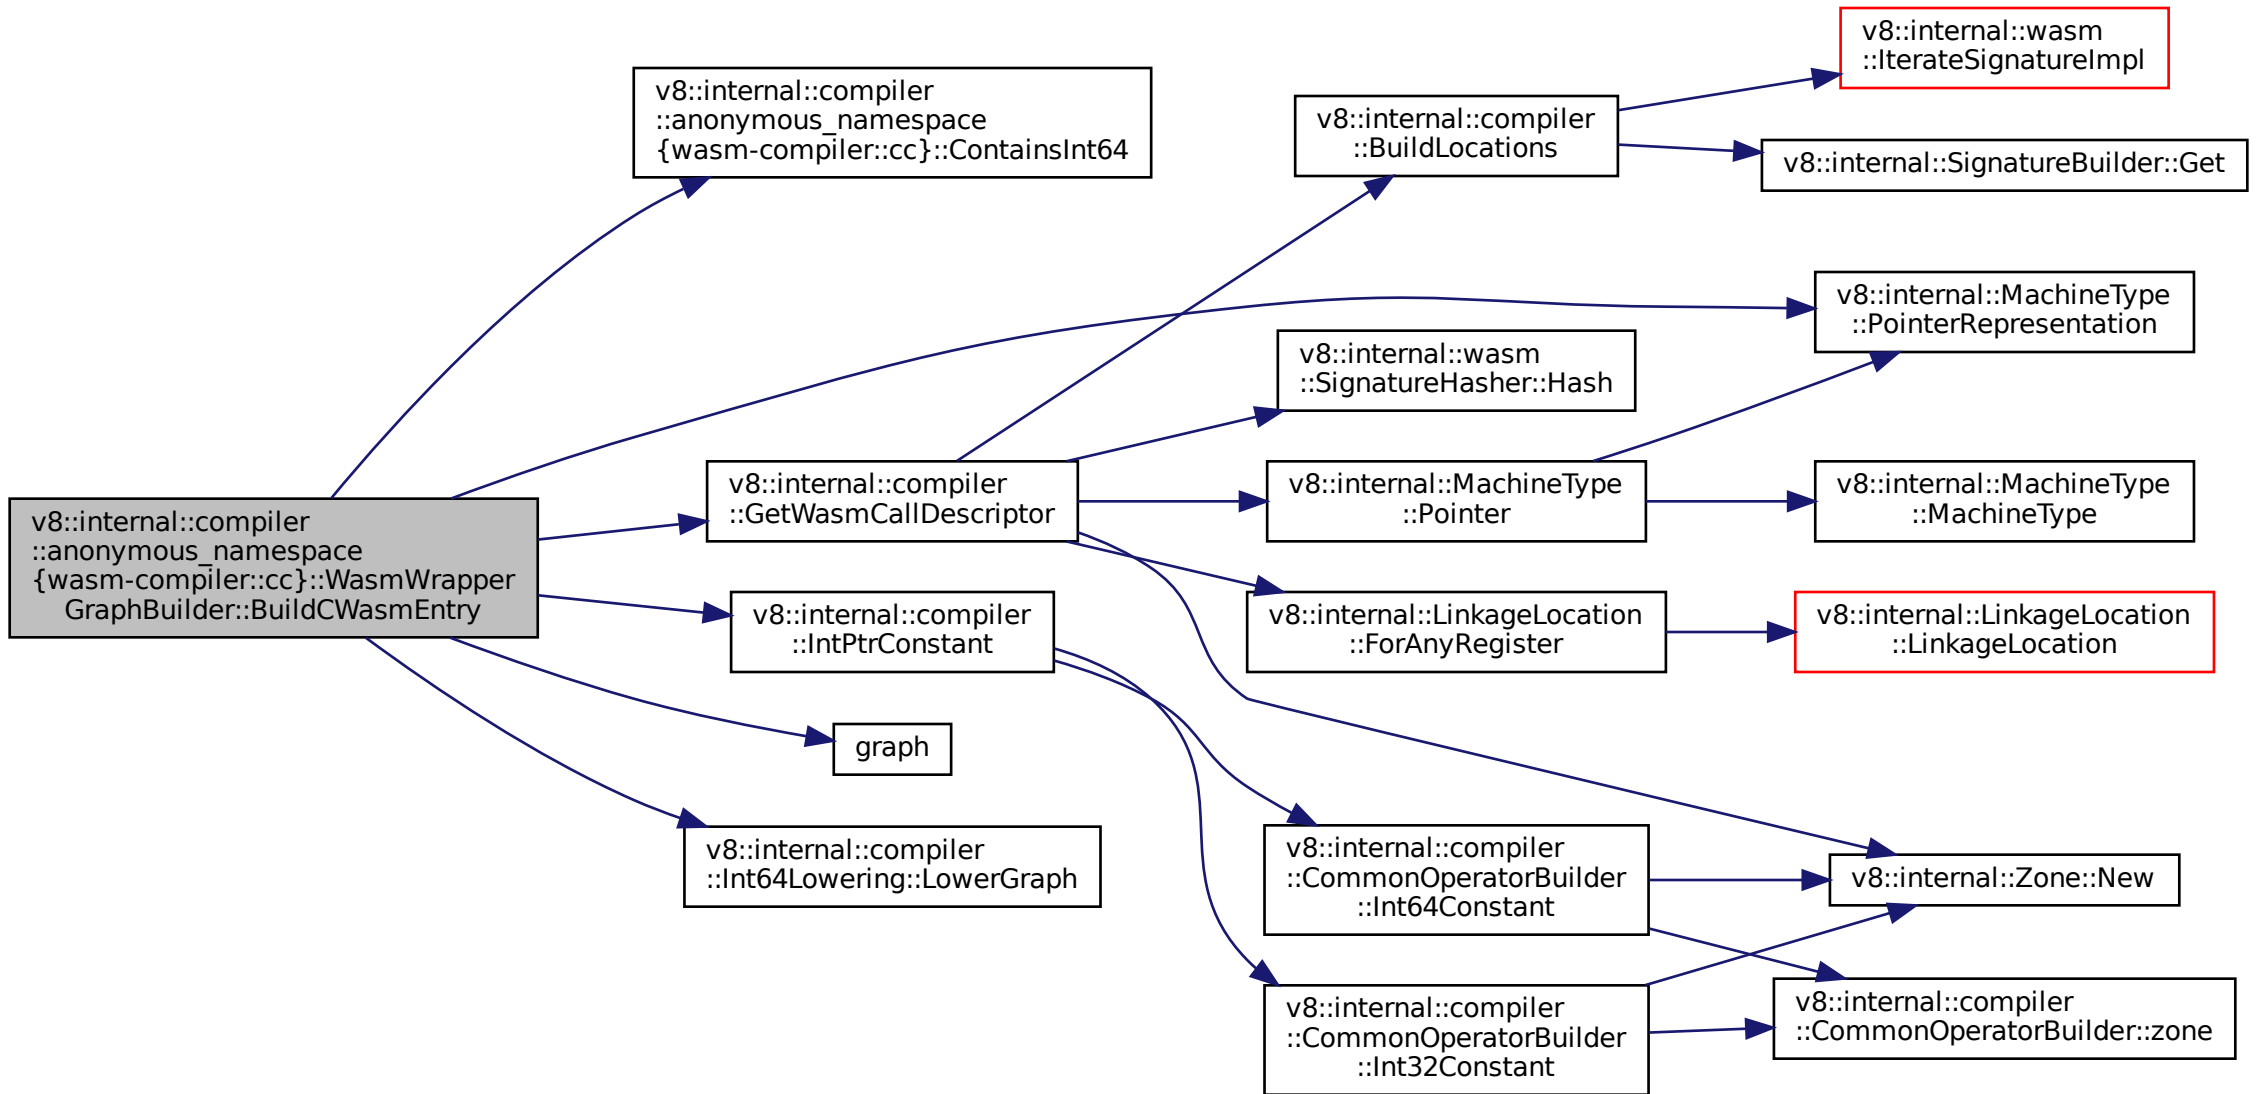 v8::internal::compiler
::anonymous_namespace
{wasm-compiler::cc}::WasmWrapper
GraphBuilder::BuildCWasmEntry
v8::internal::compiler
::anonymous_namespace
{wasm-compiler::cc}::ContainsInt64
v8::internal::compiler
::GetWasmCallDescriptor
v8::internal::compiler
::IntPtrConstant
graph
v8::internal::compiler
::Int64Lowering::LowerGraph
v8::internal::compiler
::BuildLocations
v8::internal::wasm
::SignatureHasher::Hash
v8::internal::MachineType
::Pointer
v8::internal::LinkageLocation
::ForAnyRegister
v8::internal::compiler
::CommonOperatorBuilder
::Int64Constant
v8::internal::compiler
::CommonOperatorBuilder
::Int32Constant
v8::internal::wasm
::IterateSignatureImpl
v8::internal::SignatureBuilder::Get
v8::internal::MachineType
::PointerRepresentation
v8::internal::MachineType
::MachineType
v8::internal::LinkageLocation
::LinkageLocation
v8::internal::Zone::New
v8::internal::compiler
::CommonOperatorBuilder::zone